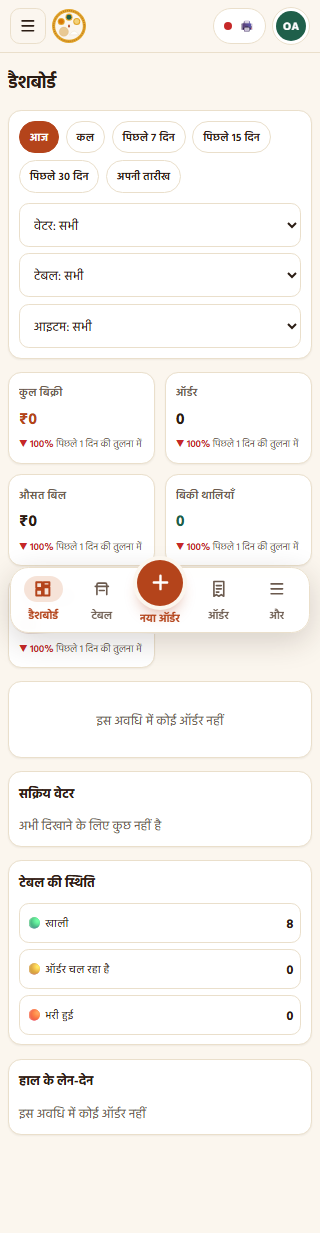 OA
डैशबोर्ड
आज
कल
पिछले 7 दिन
पिछले 15 दिन
पिछले 30 दिन
अपनी तारीख
वेटर: सभी
टेबल: सभी
आइटम: सभी
कुल बिक्री
₹0
▼ 100% पिछले 1 दिन की तुलना में
ऑर्डर
0
▼ 100% पिछले 1 दिन की तुलना में
औसत बिल
₹0
▼ 100% पिछले 1 दिन की तुलना में
बिकी थालियाँ
0
▼ 100% पिछले 1 दिन की तुलना में
डैशबोर्ड
टेबल
नया ऑर्डर
ऑर्डर
और
▼ 100% पिछले 1 दिन की तुलना में
इस अवधि में कोई ऑर्डर नहीं
सक्रिय वेटर
अभी दिखाने के लिए कुछ नहीं है
टेबल की स्थिति
खाली
8
ऑर्डर चल रहा है
0
भरी हुई
0
हाल के लेन-देन
इस अवधि में कोई ऑर्डर नहीं